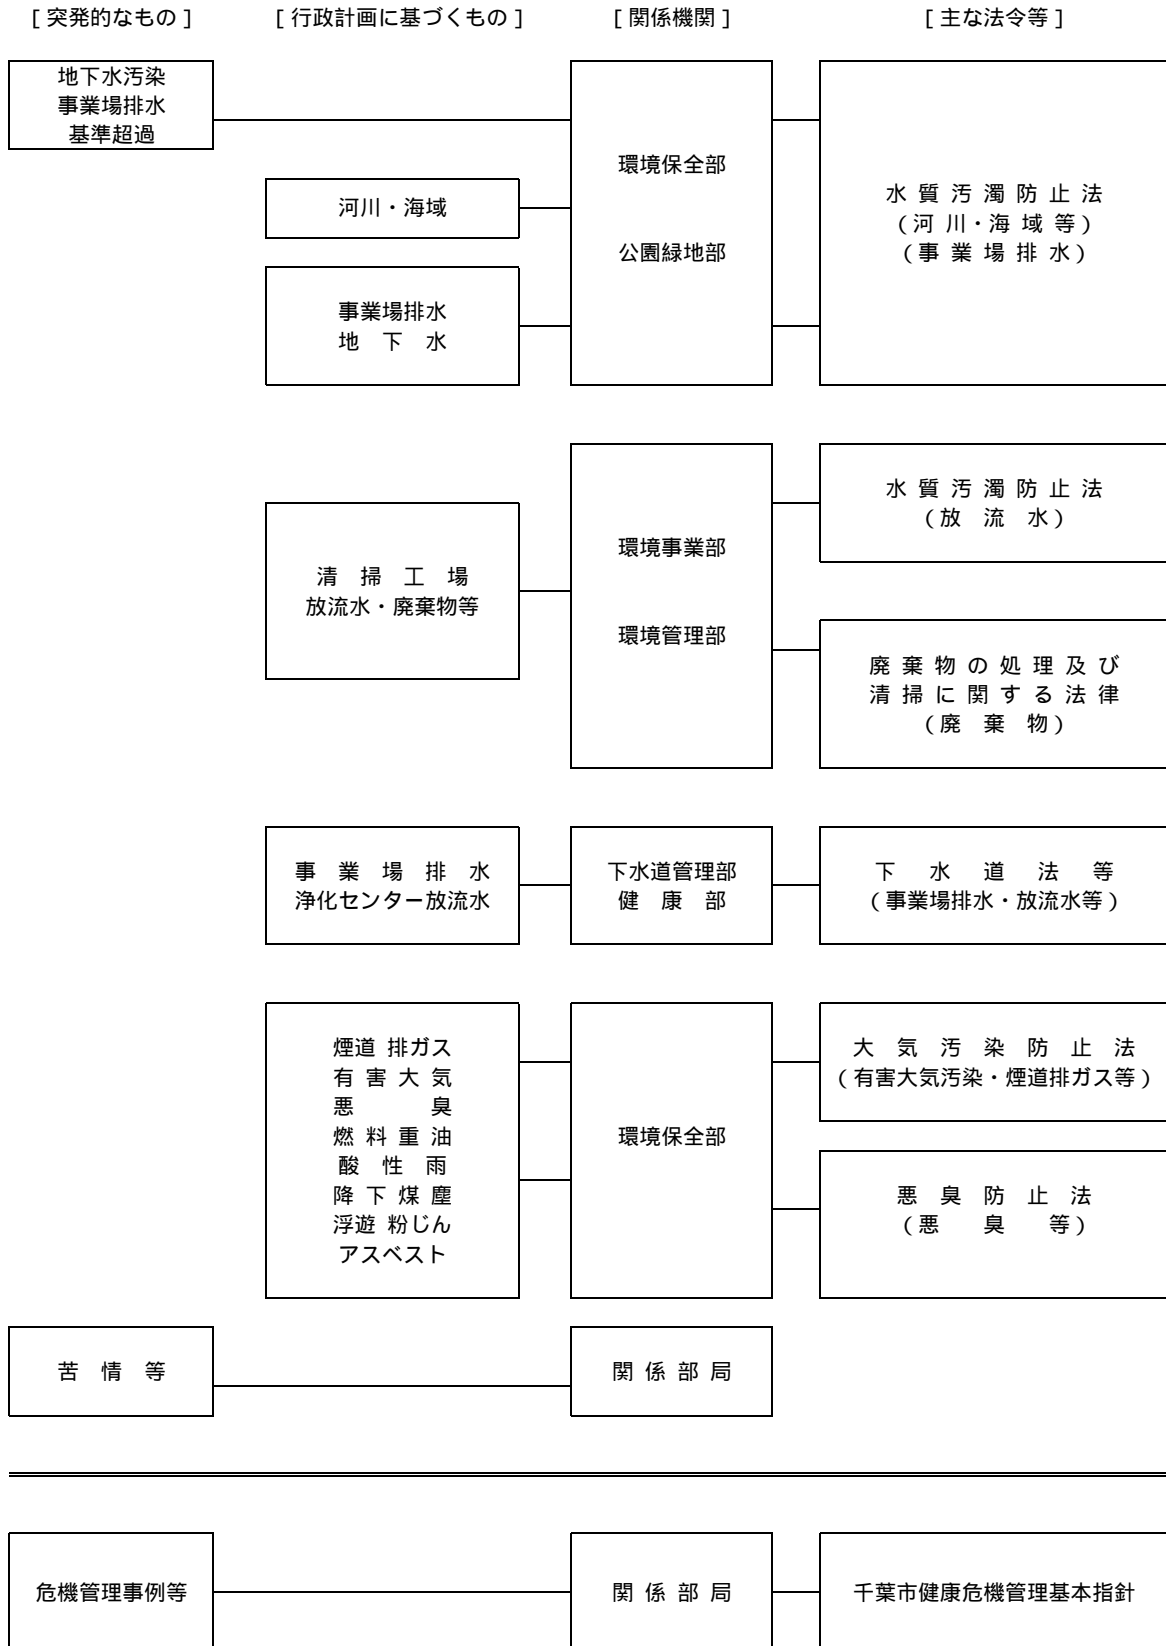 [ 突発的なもの ]
[ 行政計画に基づくもの ]
[ 関係機関 ]
[ 主な法令等 ]
地下水汚染
事業場排水
基準超過
河川・海域
事業場排水
地　下　水
環境保全部
公園緑地部
水 質 汚 濁 防 止 法
( 河 川・海 域 等 )
( 事 業 場 排 水 )
清　掃　工　場
放流水・廃棄物等
環境事業部
環境管理部
水 質 汚 濁 防 止 法
( 放　流　水 )
廃 棄 物 の 処 理 及 び
清 掃 に 関 す る 法 律
( 廃　棄　物 )
事　業　場　排　水
浄化センター放流水
下水道管理部
健　康　部
下　水　道　法　等
( 事業場排水・放流水等 )
煙道 排ガス
有 害 大 気
悪　　　臭
燃 料 重 油
酸　性　雨
降 下 煤 塵
浮遊 粉じん
アスベスト
環境保全部
大　気　汚　染　防　止　法
( 有害大気汚染・煙道排ガス等 )
悪　臭　防　止　法
( 悪　　臭　　等 )
苦　情　等
関 係 部 局
危機管理事例等
関 係 部 局
千葉市健康危機管理基本指針